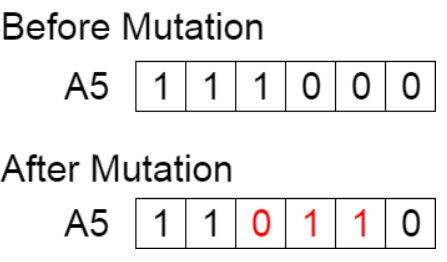 Before Mutation
A5 1 1 1 0 0 0
After Mutation
A5 1 1 0 1 1 0